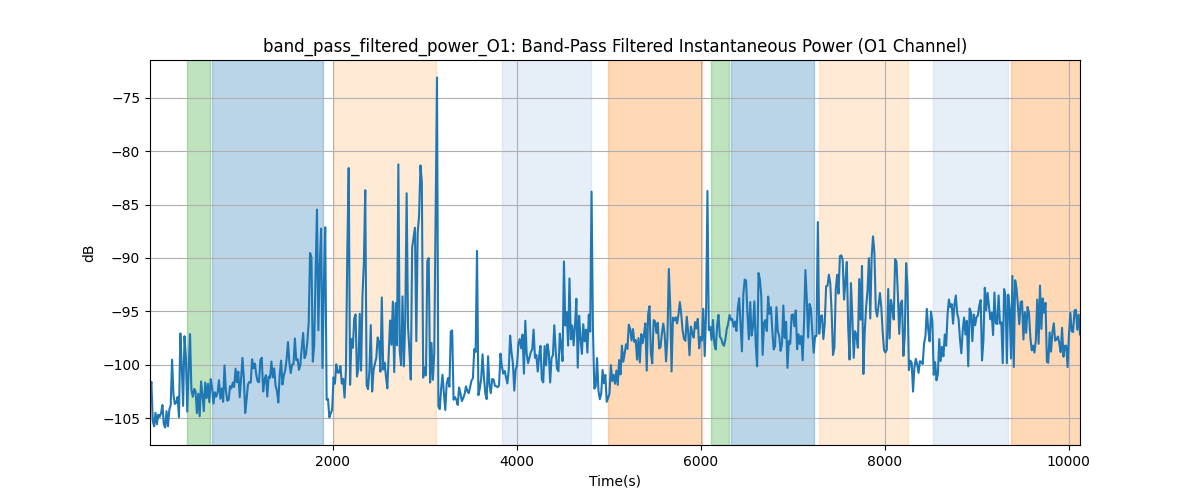 band_pass_filtered_power_O1: Band-Pass Filtered Instantaneous Power (O1 Channel)
−75
−80
−85
−90
−95
−100
−105
dB
2000 4000 6000 8000 10000
Time(s)